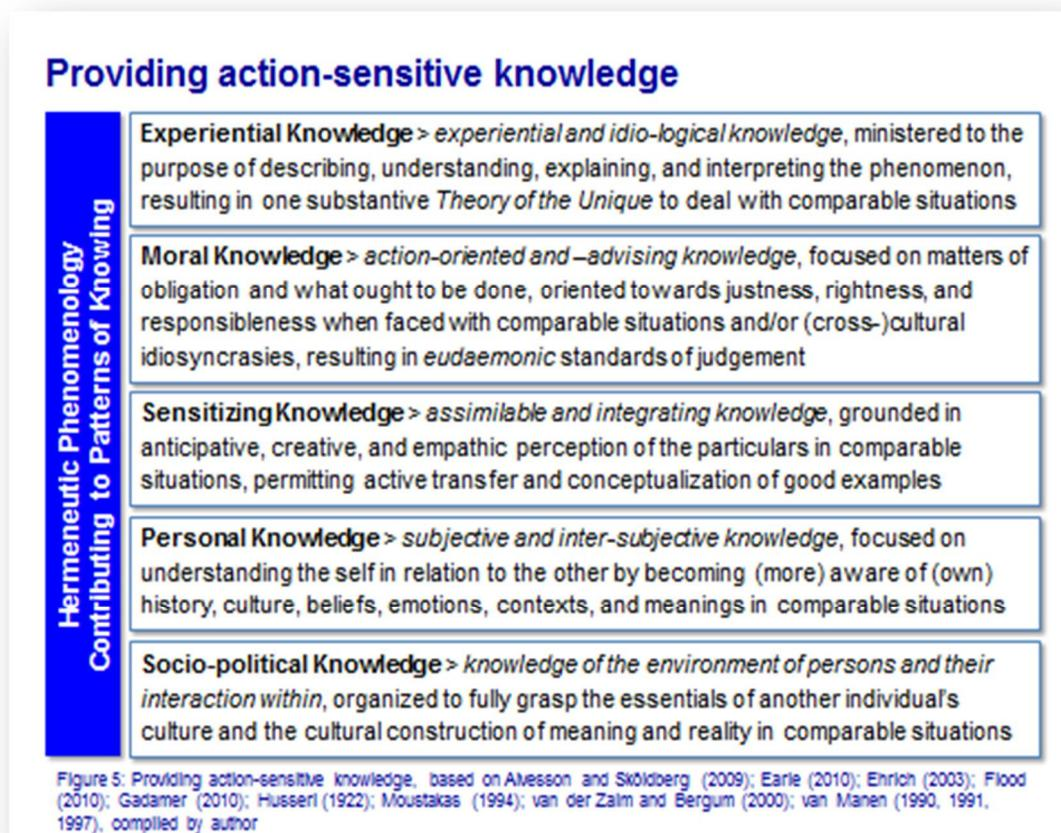 Providing action-sensitive knowledge
Hermeneutic Phenomenology
Contributing to Patterns of Knowing
Experiential Knowledge > experiential and idio-logical knowledge, ministered to the
purpose of describing, understanding, explaining, and interpreting the phenomenon,
resulting in one substantive Theory of the Unique to deal with comparable situations
Moral Knowledge > action-oriented and –advising knowledge, focused on matters of
obligation and what ought to be done, oriented towards justness, rightness, and
responsibleness when faced with comparable situations and/or (cross-)cultural
idiosyncrasies, resulting in eudaemonic standards of judgement
Sensitizing Knowledge > assimilable and integrating knowledge, grounded in
anticipative, creative, and empathic perception of the particulars in comparable
situations, permitting active transfer and conceptualization of good examples
Personal Knowledge > subjective and inter-subjective knowledge, focused on
understanding the self in relation to the other by becoming (more) aware of (own)
history, culture, beliefs, emotions, contexts, and meanings in comparable situations
Socio-political Knowledge > knowledge of the environment of persons and their
interaction within, organized to fully grasp the essentials of another individual's
culture and the cultural construction of meaning and reality in comparable situations
Figure 5: Providing action-sensitive knowledge, based on Alvesson and Sköldberg (2009); Earle (2010); Ehrich (2003); Flood
(2010); Gadamer (2010); Husserl (1922); Moustakas (1994); van der Zalm and Bergum (2000); van Manen (1990, 1991,
1997), compiled by author